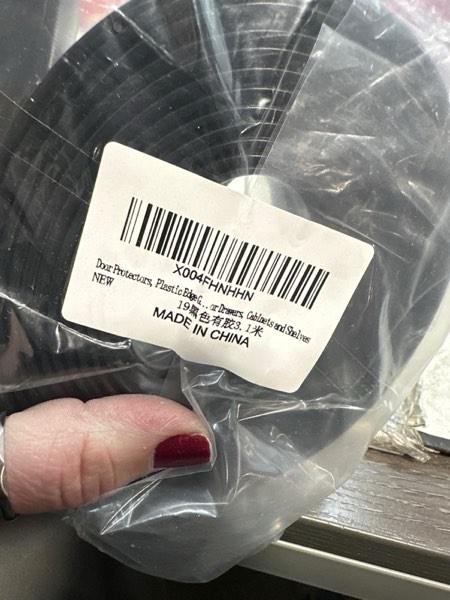 X004FHNHHN
Door Protectors, Plastic Edge G...or Drawers, Cabinets and Shelves
NEW
19黑色有胶3.1米
MADE IN CHINA